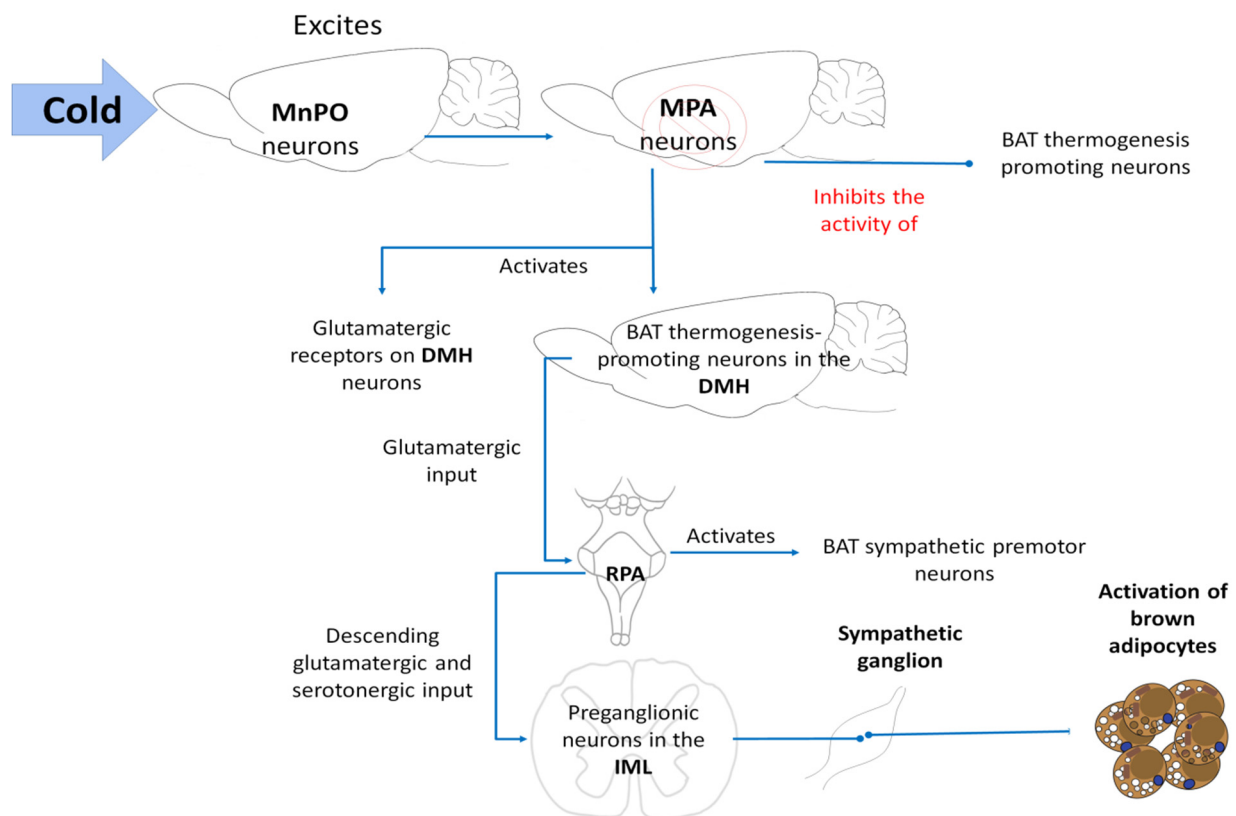 Excites
Cold
MnPO
neurons
MPA
neurons
BAT thermogenesis
promoting neurons
Inhibits the
activity of
Activates
Glutamatergic
receptors on DMH
neurons
BAT thermogenesis-
promoting neurons in the
DMH
Glutamatergic
input
RPA
Activates
BAT sympathetic premotor
neurons
Descending
glutamatergic and
serotonergic input
Preganglionic
neurons in the
IML
Sympathetic
ganglion
Activation of
brown
adipocytes